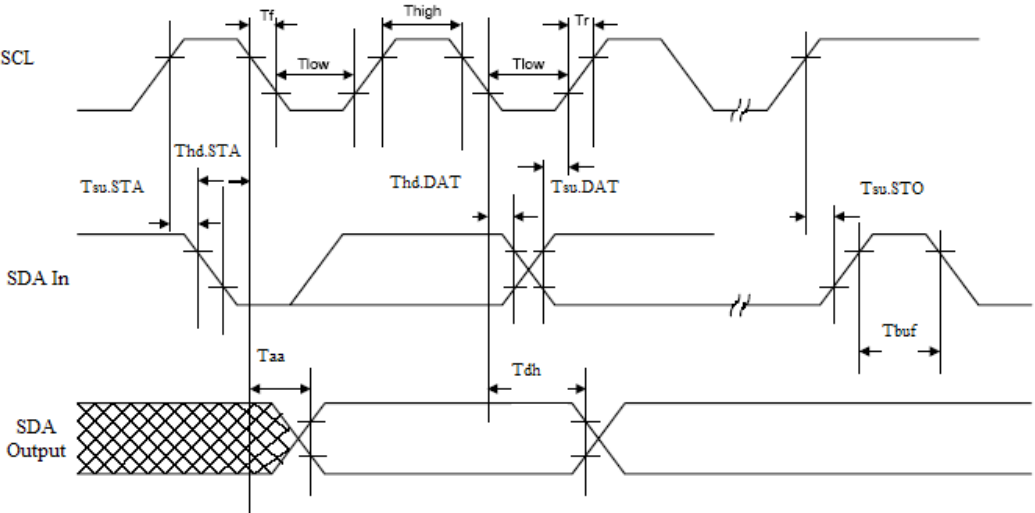 Tf
Thigh
Tr
SCL
Tlow
Tlow
Thd.STA
Tsu.STA
Thd.DAT
Tsu.DAT
Tsu.STO
SDA In
Tbuf
Taa
Tdh
SDA
Output